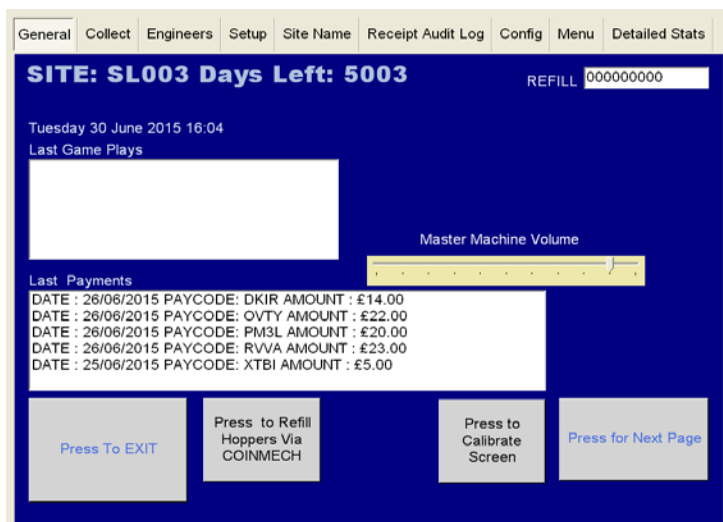 General Collect Engineers Setup Site Name Receipt Audit Log Config Menu Detailed Stats
SITE: SL003 Days Left: 5003
REFILL 000000000
Tuesday 30 June 2015 16:04
Last Game Plays
Master Machine Volume
Last Payments
DATE : 26/06/2015 PAYCODE: DKIR AMOUNT : £14.00
DATE : 26/06/2015 PAYCODE: OVTY AMOUNT : £22.00
DATE : 26/06/2015 PAYCODE: PM3L AMOUNT : £20.00
DATE : 26/06/2015 PAYCODE: RVVA AMOUNT : £23.00
DATE : 25/06/2015 PAYCODE: XTBI AMOUNT : £5.00
Press To EXIT
Press to Refill
Hoppers Via
COINMECH
Press to
Calibrate
Screen
Press for Next Page